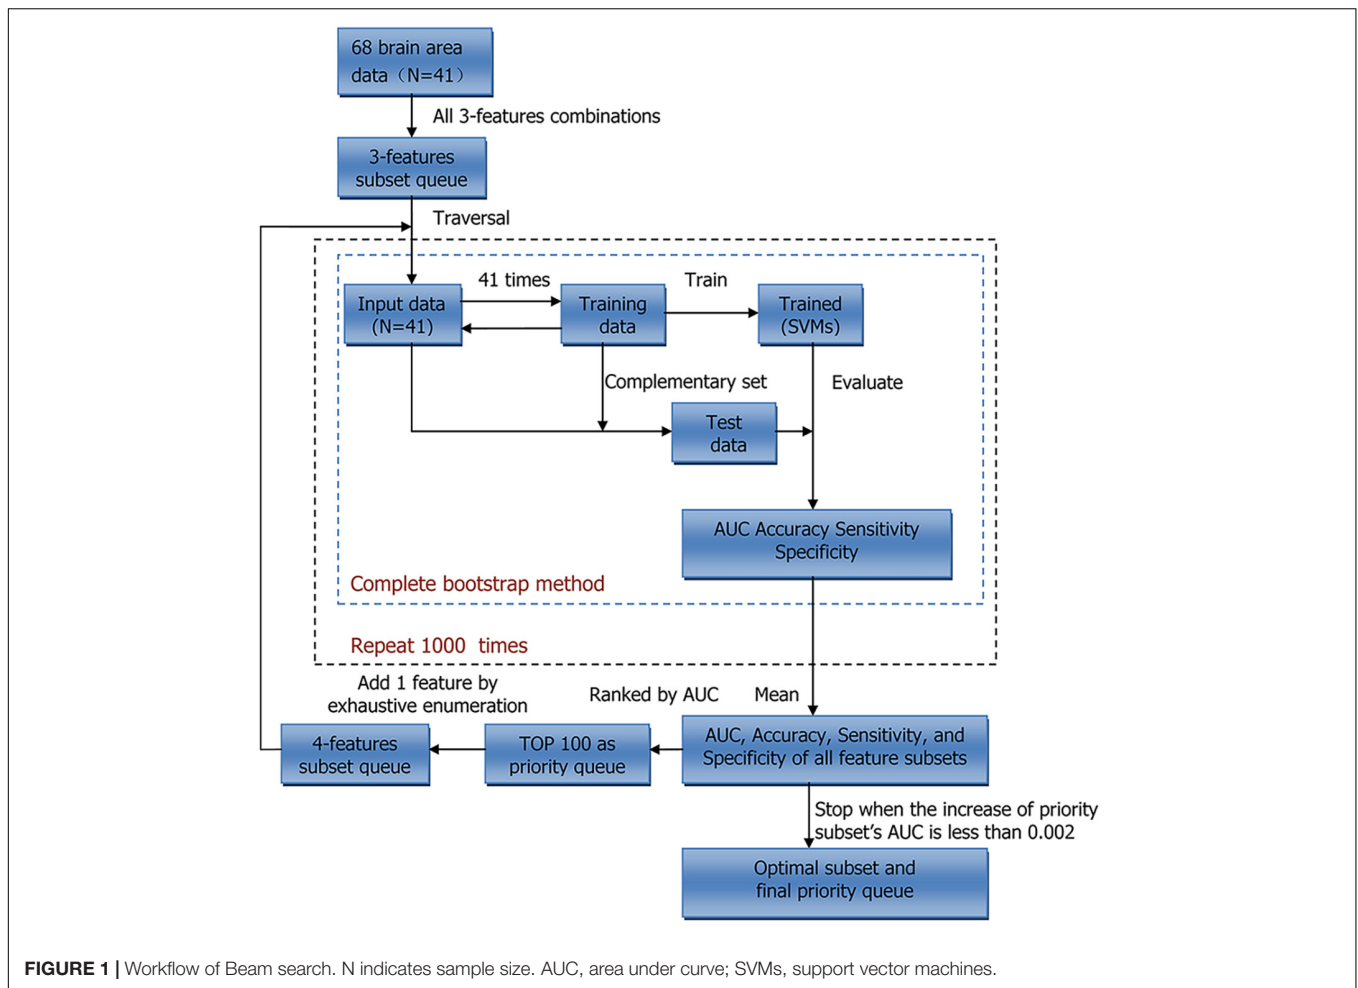 68 brain area
data（N=41）
All 3-features combinations
3-features
subset queue
Traversal
Input data
(N=41)
41 times
Training
data
Train
Trained
(SVMs)
Complementary set
Evaluate
Test
data
AUC Accuracy Sensitivity
Specificity
Complete bootstrap method
Repeat 1000 times
Add 1 feature by
exhaustive enumeration
Ranked by AUC
Mean
4-features
subset queue
TOP 100 as
priority queue
AUC, Accuracy, Sensitivity, and
Specificity of all feature subsets
Stop when the increase of priority
subset's AUC is less than 0.002
Optimal subset and
final priority queue
FIGURE 1 | Workflow of Beam search. N indicates sample size. AUC, area under curve; SVMs, support vector machines.